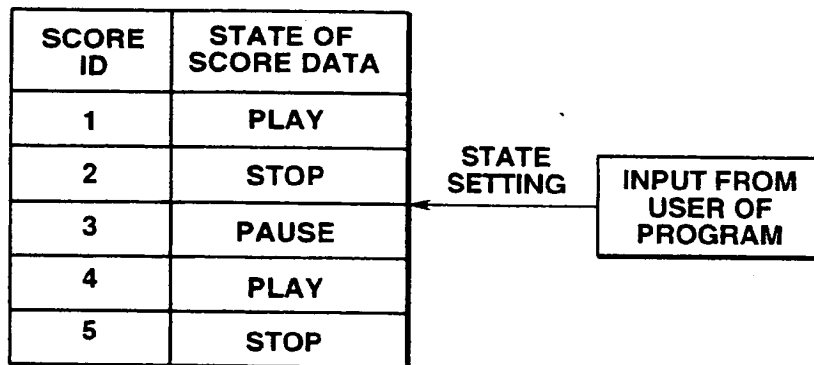 SCORE ID
STATE OF SCORE DATA
1 PLAY
2 STOP
3 PAUSE
4 PLAY
5 STOP
STATE
SETTING
INPUT FROM
USER OF
PROGRAM